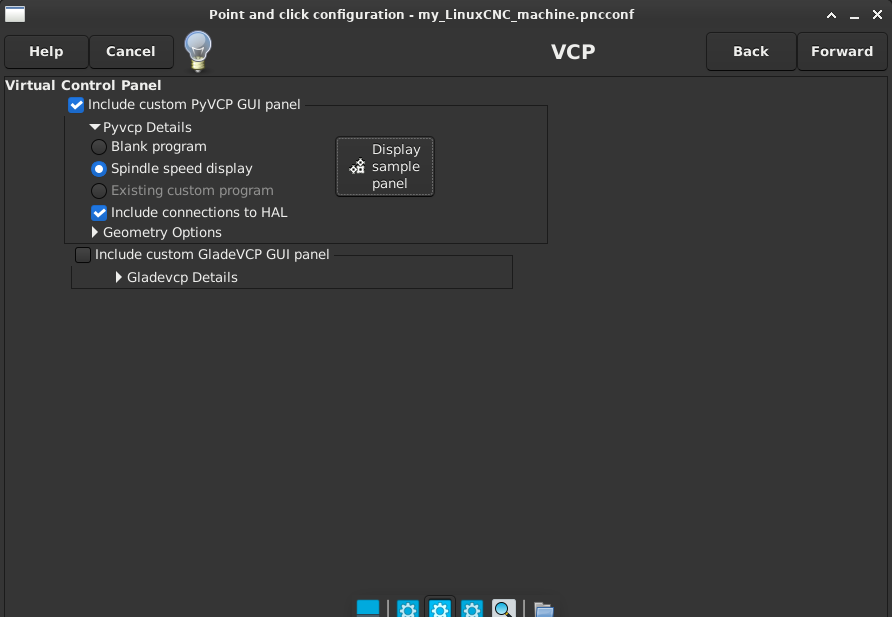 Point and click configuration - my_LinuxCNC_machine.pncconf
Help
Cancel
VCP
Back
Forward
Virtual Control Panel
Include custom PyVCP GUI panel
Pyvcp Details
Blank program
Spindle speed display
Existing custom program
Display
sample
panel
Include connections to HAL
Geometry Options
Include custom GladeVCP GUI panel
Gladevcp Details